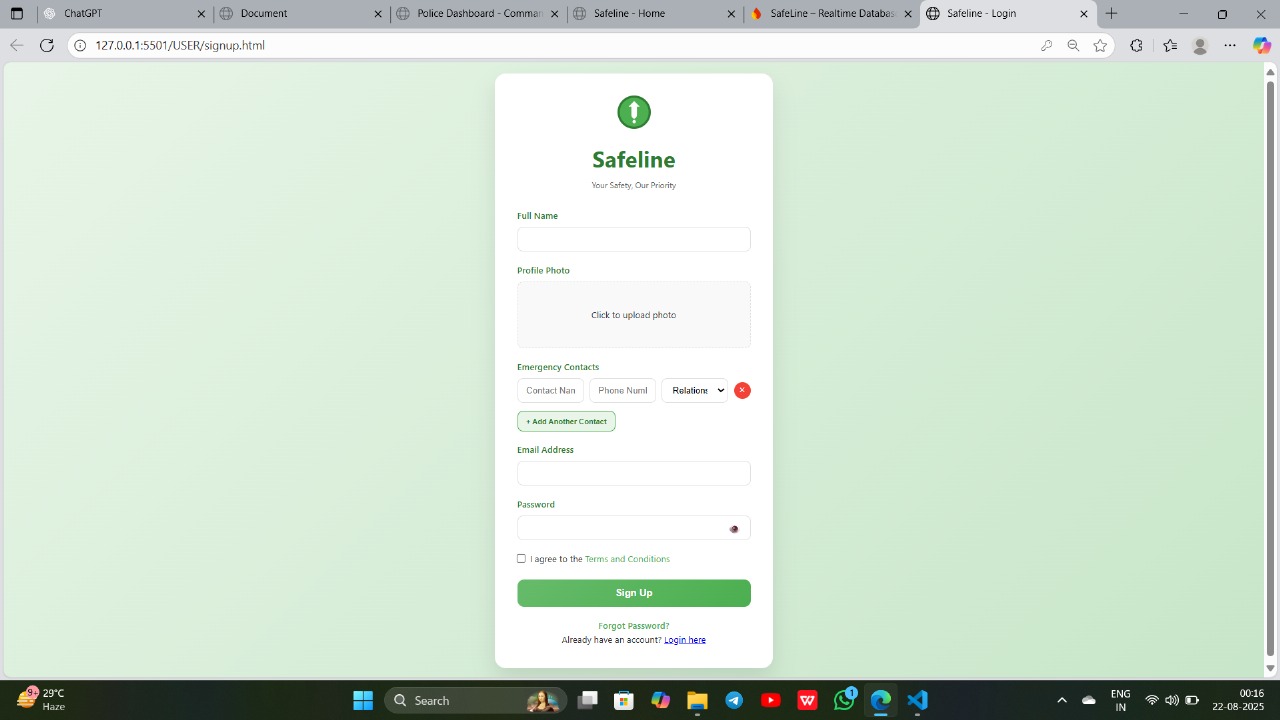 ChatGPT
Document
Police Dashboard - Comman
Safeline - Home
SafeLine – Realtime Databas
Safeline - Login
127.0.0.1:5501/USER/signup.html
Safeline
Your Safety, Our Priority
Full Name
Profile Photo
Click to upload photo
Emergency Contacts
Contact Nan
Phone Numl
Relations
+ Add Another Contact
Email Address
Password
I agree to the Terms and Conditions
Sign Up
Forgot Password?
Already have an account? Login here
9+
29°C
Haze
Search
W
1
ENG
IN
00:16
22-08-2025